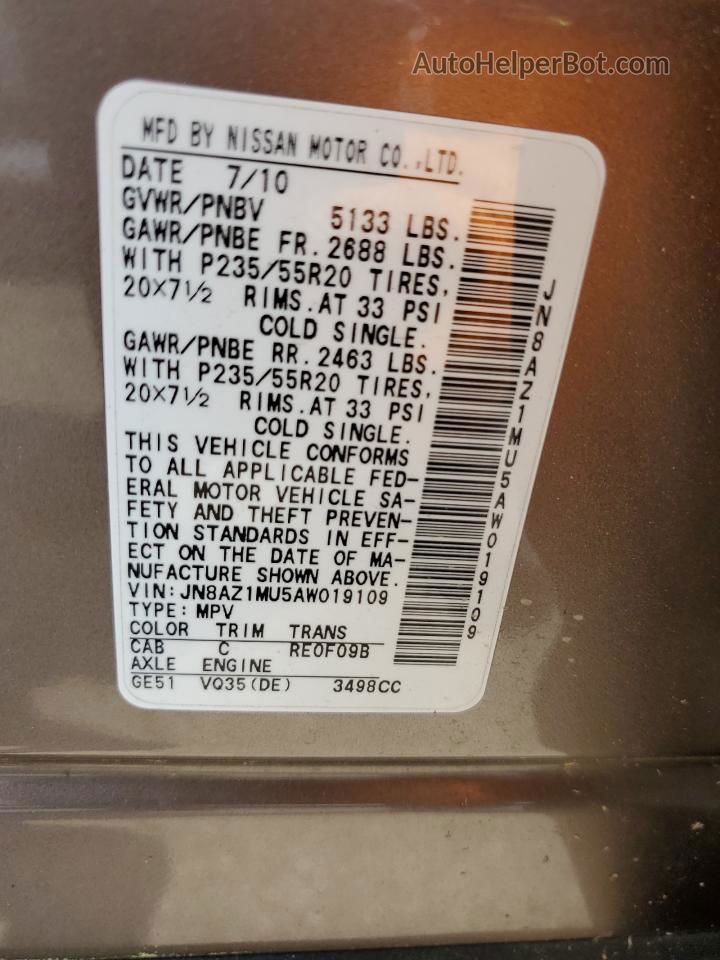 AutoHelperBot.com
MFD BY NISSAN MOTOR CO.,LTD.
DATE 7/10
GVWR/PNBV 5133 LBS.
GAWR/PNBE FR. 2688 LBS.
WITH P235/55R20 TIRES,
20×7½ RIMS. AT 33 PSI
COLD SINGLE.
GAWR/PNBE RR. 2463 LBS.
WITH P235/55R20 TIRES,
20×7½ RIMS. AT 33 PSI
COLD SINGLE.
THIS VEHICLE CONFORMS
TO ALL APPLICABLE FED-
ERAL MOTOR VEHICLE SA-
FETY AND THEFT PREVEN-
TION STANDARDS IN EFF-
ECT ON THE DATE OF MA-
NUFACTURE SHOWN ABOVE.
VIN: JN8AZ1MU5AW019109
TYPE: MPV
COLOR TRIM TRANS
CAB C RE0F09B
AXLE ENGINE
GE51 VQ35(DE) 3498CC
JN8AZ1MU5AW019109